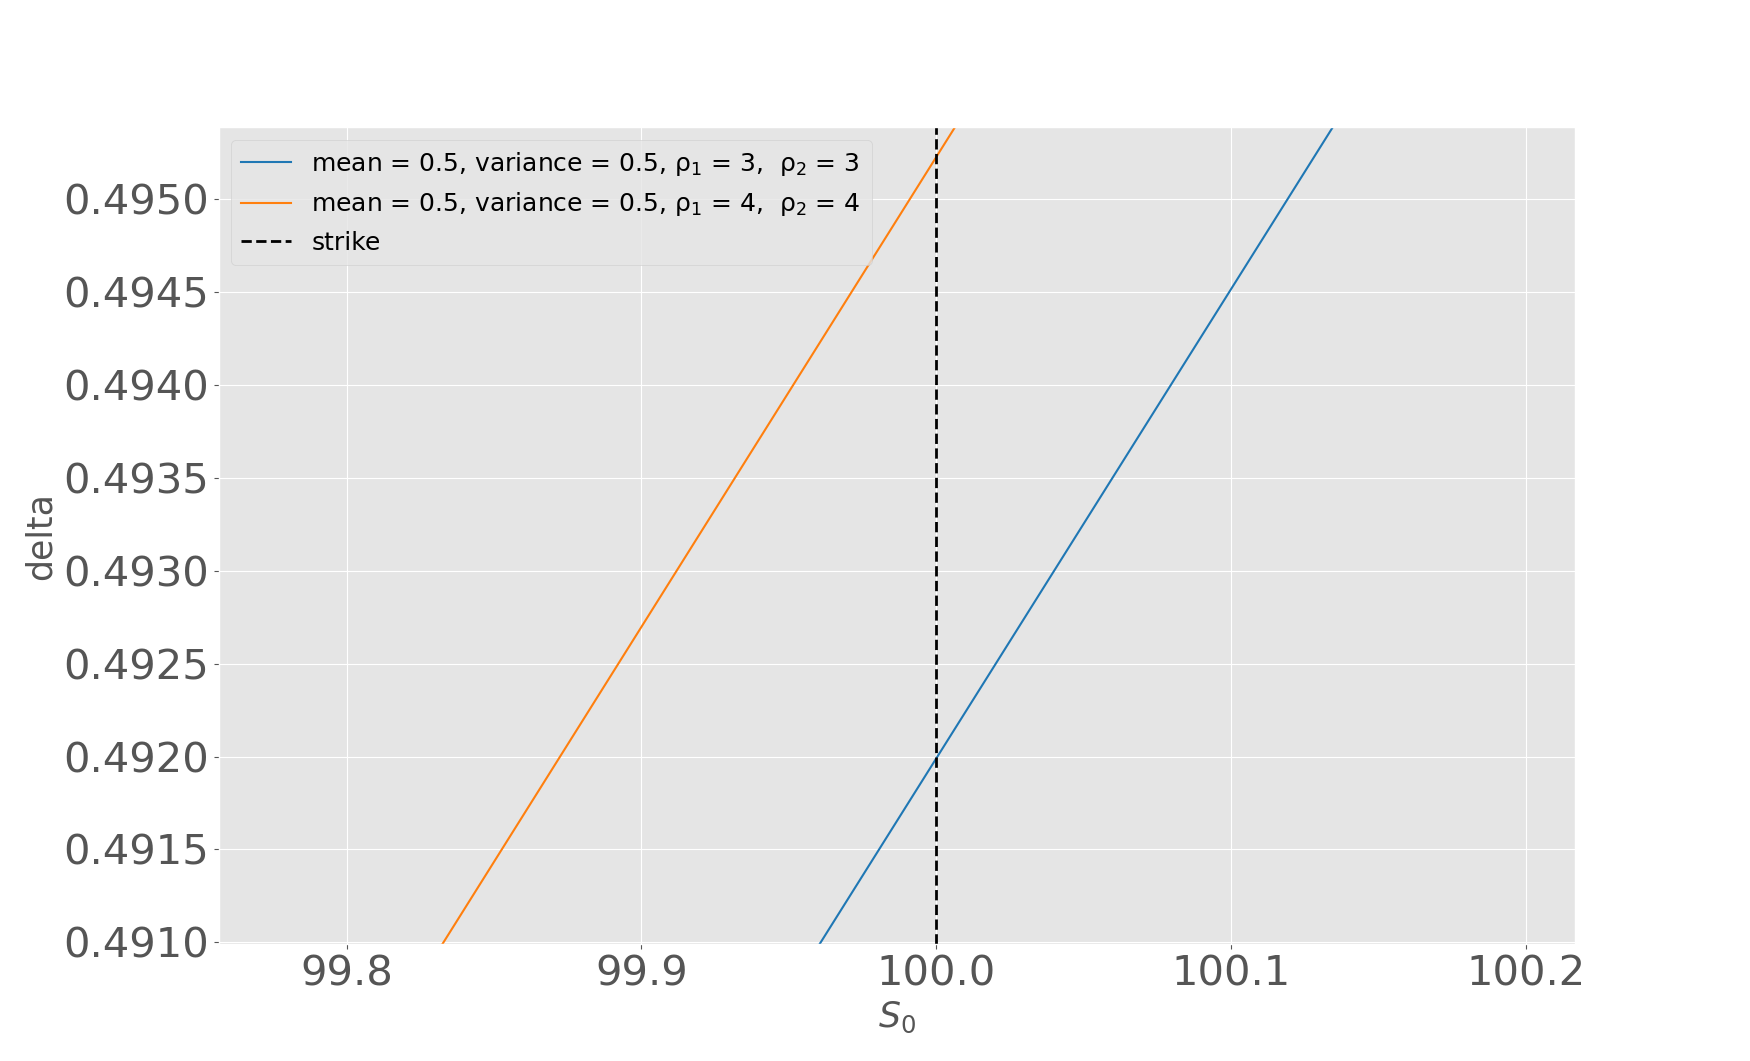 mean = 0.5, variance = 0.5, ρ₁ = 3, ρ₂ = 3
mean = 0.5, variance = 0.5, ρ₁ = 4, ρ₂ = 4
strike
0.4950
0.4945
0.4940
0.4935
0.4930
0.4925
0.4920
0.4915
0.4910
delta
99.8 99.9 100.0 100.1 100.2
S₀